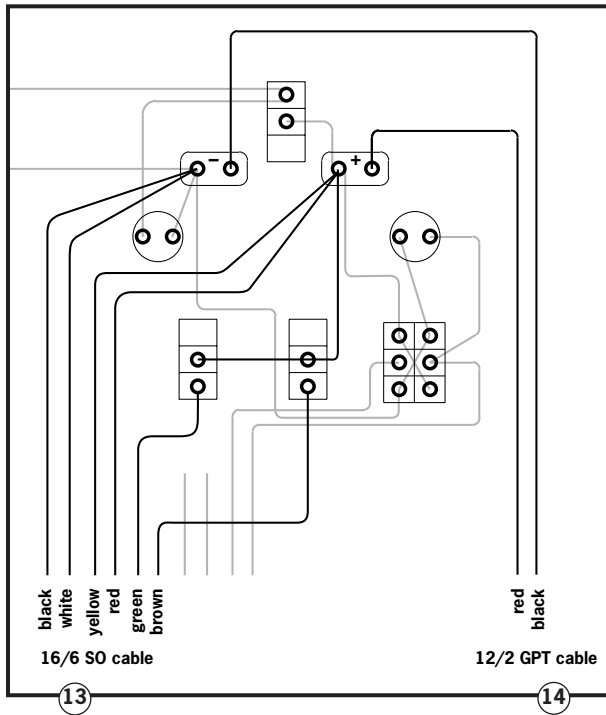 −
+
black
white
yellow
red
green
brown
red
black
16/6 SO cable
12/2 GPT cable
13
14